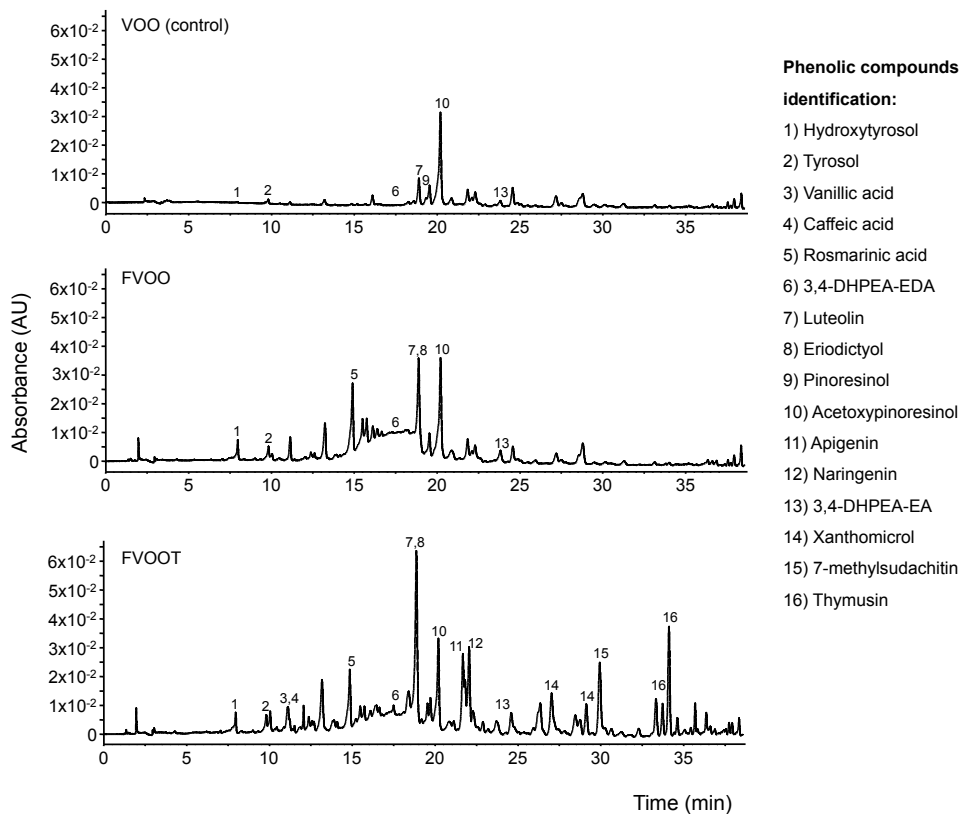 VOO (control)
6x10-2
5x10-2
4x10-2
3x10-2
2x10-2
1x10-2
0
10
7
9
1
2
6
13
0 5 10 15 20 25 30 35
FVOO
6x10-2
5x10-2
4x10-2
3x10-2
2x10-2
1x10-2
0
7,8
10
5
6
1
2
13
0 5 10 15 20 25 30 35
FVOOT
6x10-2
5x10-2
4x10-2
3x10-2
2x10-2
1x10-2
0
7,8
10
11
12
16
5
15
1
2
3,4
6
13
14
14
16
0 5 10 15 20 25 30 35
Absorbance (AU)
Time (min)
Phenolic compounds
identification:
1) Hydroxytyrosol
2) Tyrosol
3) Vanillic acid
4) Caffeic acid
5) Rosmarinic acid
6) 3,4-DHPEA-EDA
7) Luteolin
8) Eriodictyol
9) Pinoresinol
10) Acetoxypinoresinol
11) Apigenin
12) Naringenin
13) 3,4-DHPEA-EA
14) Xanthomicrol
15) 7-methylsudachitin
16) Thymusin